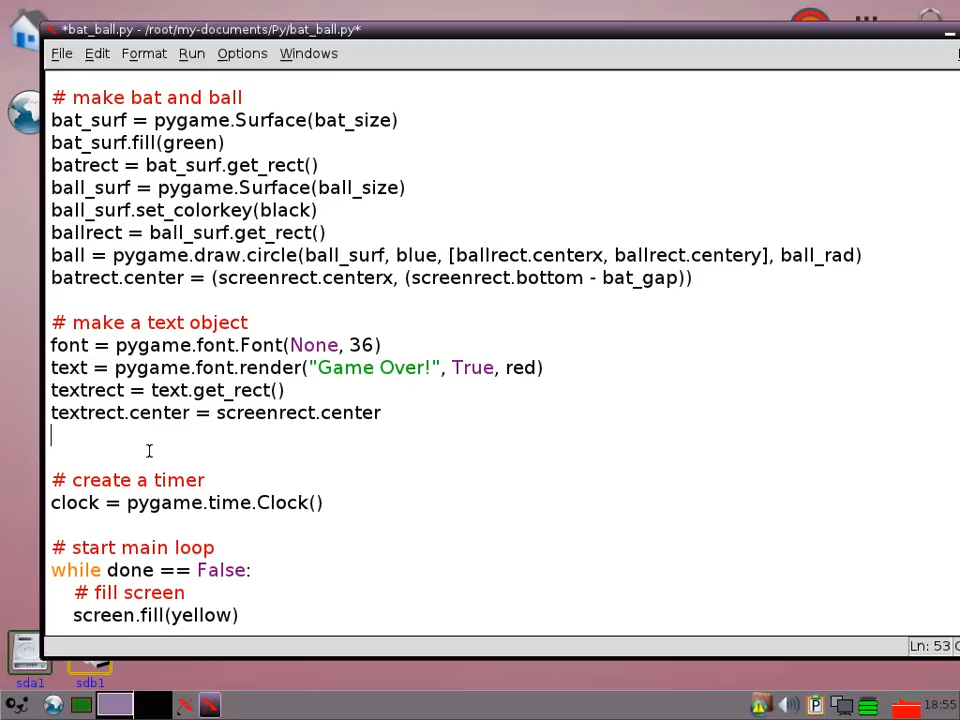 *bat_ball.py - /root/my-documents/Py/bat_ball.py*
File Edit Format Run Options Windows
# make bat and ball
bat_surf = pygame.Surface(bat_size)
bat_surf.fill(green)
batrect = bat_surf.get_rect()
ball_surf = pygame.Surface(ball_size)
ball_surf.set_colorkey(black)
ballrect = ball_surf.get_rect()
ball = pygame.draw.circle(ball_surf, blue, [ballrect.centerx, ballrect.centery], ball_rad)
batrect.center = (screenrect.centerx, (screenrect.bottom - bat_gap))
# make a text object
font = pygame.font.Font(None, 36)
text = pygame.font.render("Game Over!", True, red)
textrect = text.get_rect()
textrect.center = screenrect.center
# create a timer
clock = pygame.time.Clock()
# start main loop
while done == False:
    # fill screen
    screen.fill(yellow)
Ln: 53
sda1 sdb1
P
18:55